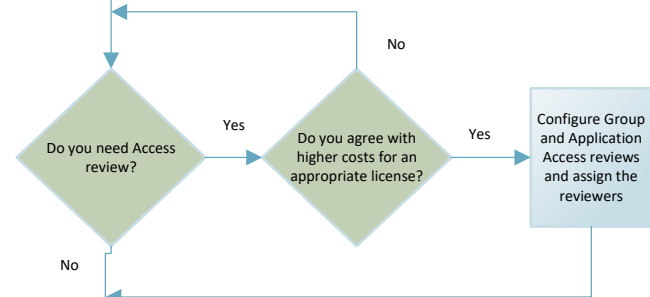 No
Do you need Access
review?
Yes
Do you agree with
higher costs for an
appropriate license?
Yes
Configure Group
and Application
Access reviews
and assign the
reviewers
No